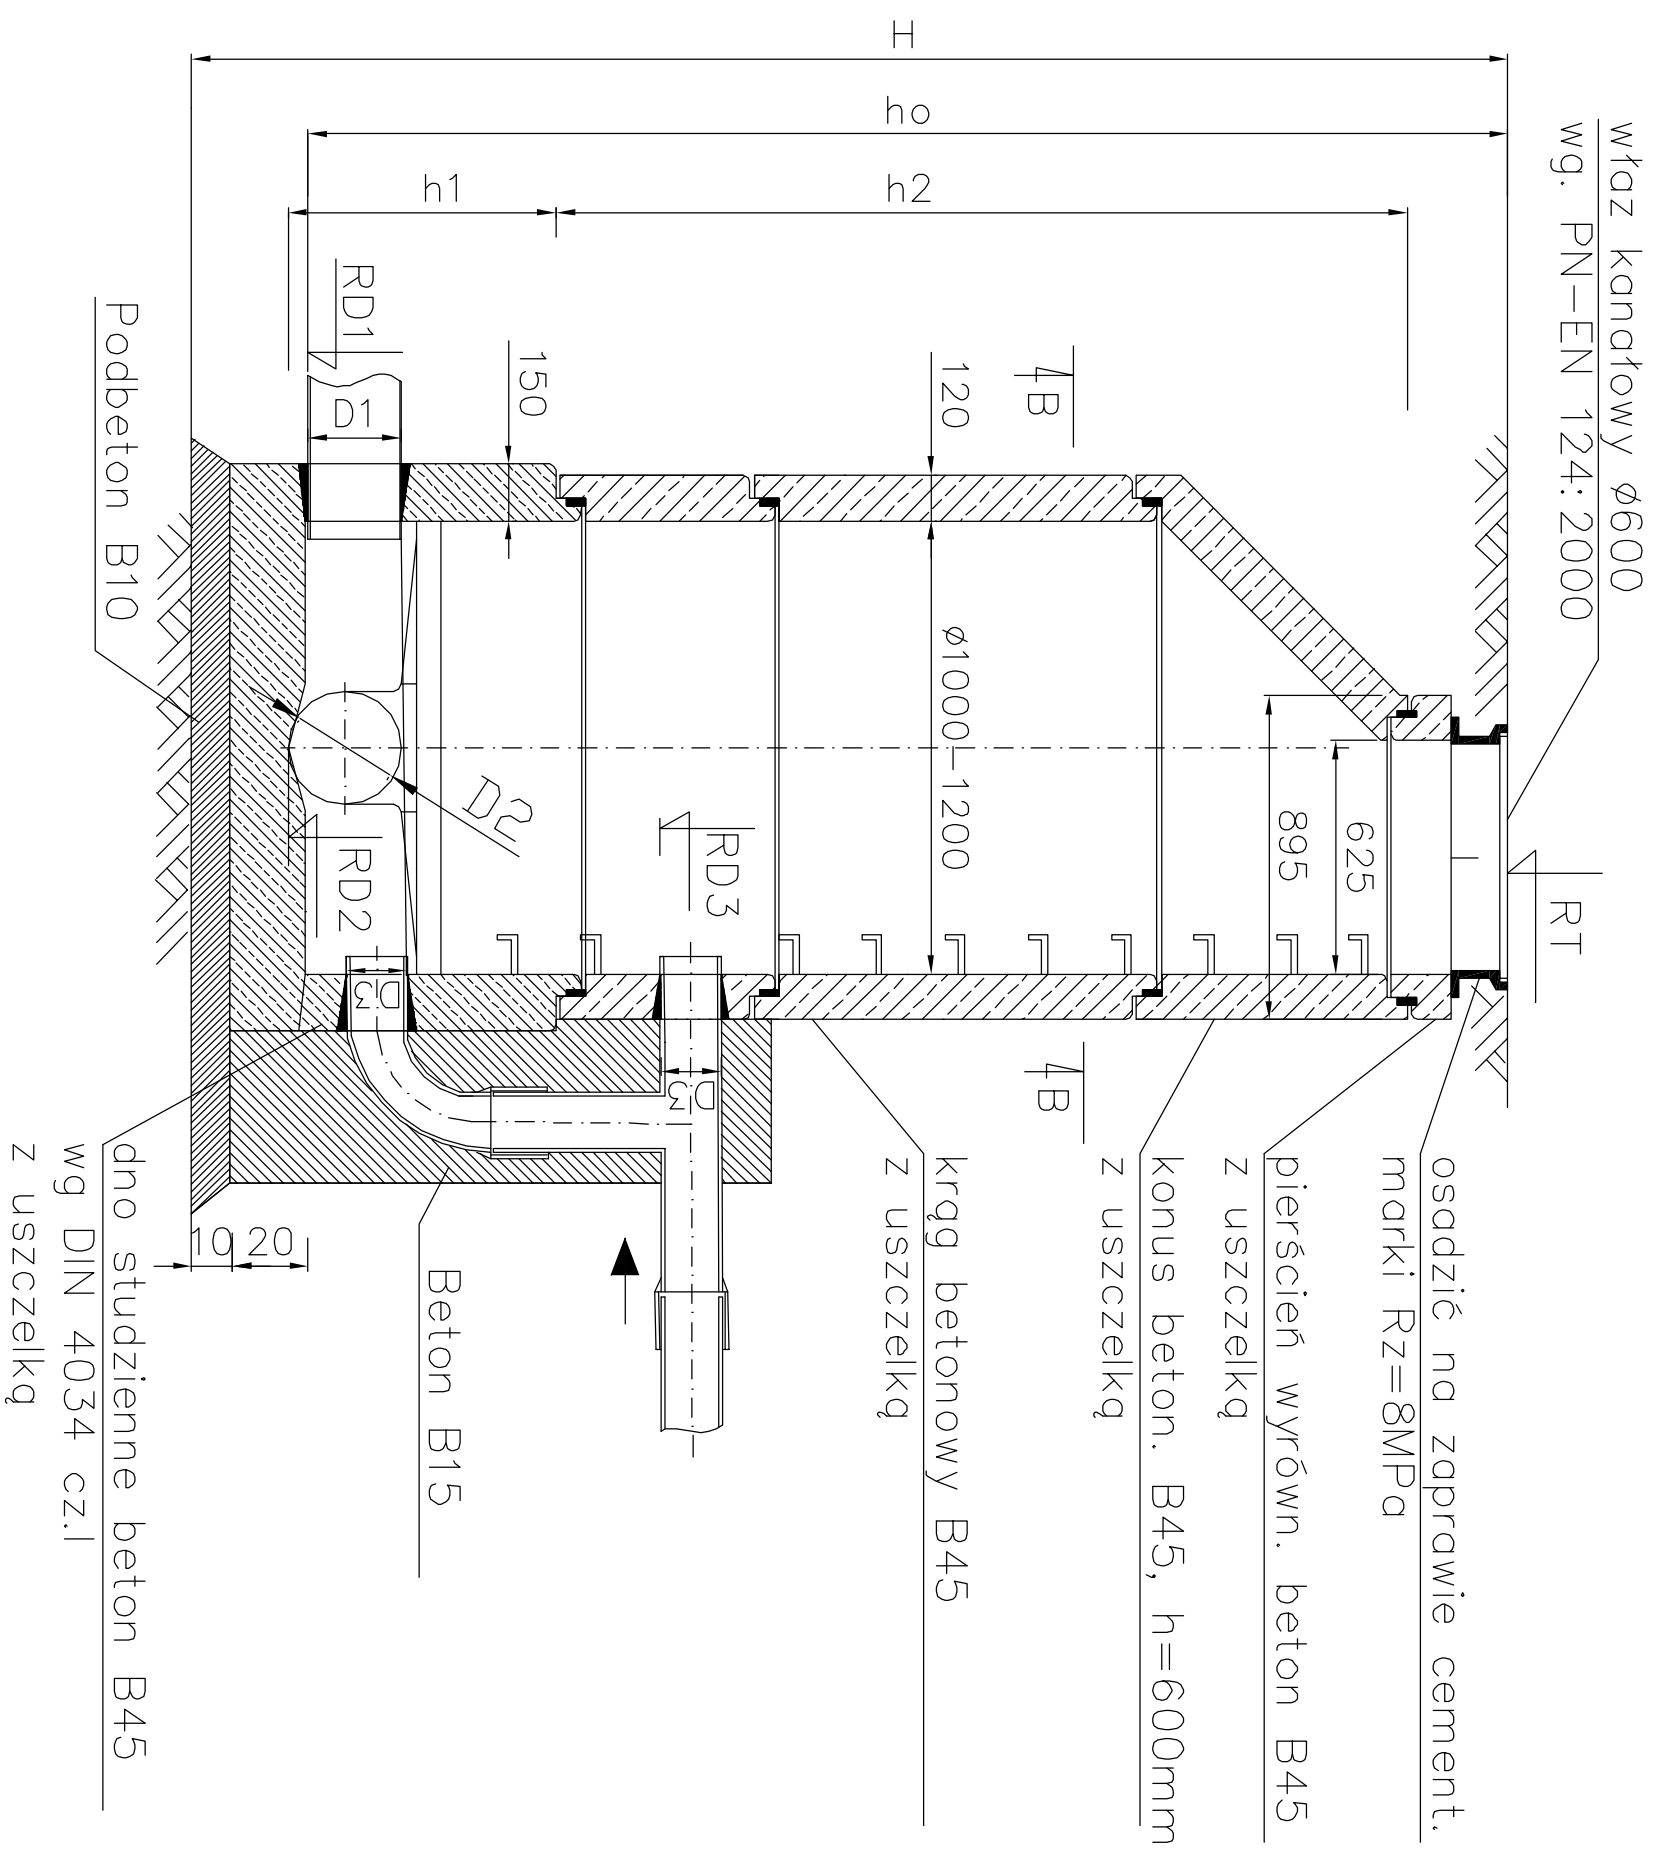 właz kanałowy ø600
wg. PN-EN 124:2000
RT
osadzić na zaprawie cement.
marki Rz=8MPa
pierścień wyrówn. beton B45
z uszczelką
konus beton. B45, h=600mm
z uszczelką
krąg betonowy B45
z uszczelką
Beton B15
dno studzienne beton B45
wg DIN 4034 cz.I
z uszczelką
Podbeton B10
H
ho
h1
h2
625
895
B
B
120
ø1000-1200
150
RD1
D1
D2
RD2
RD3
D3
D3
10
20